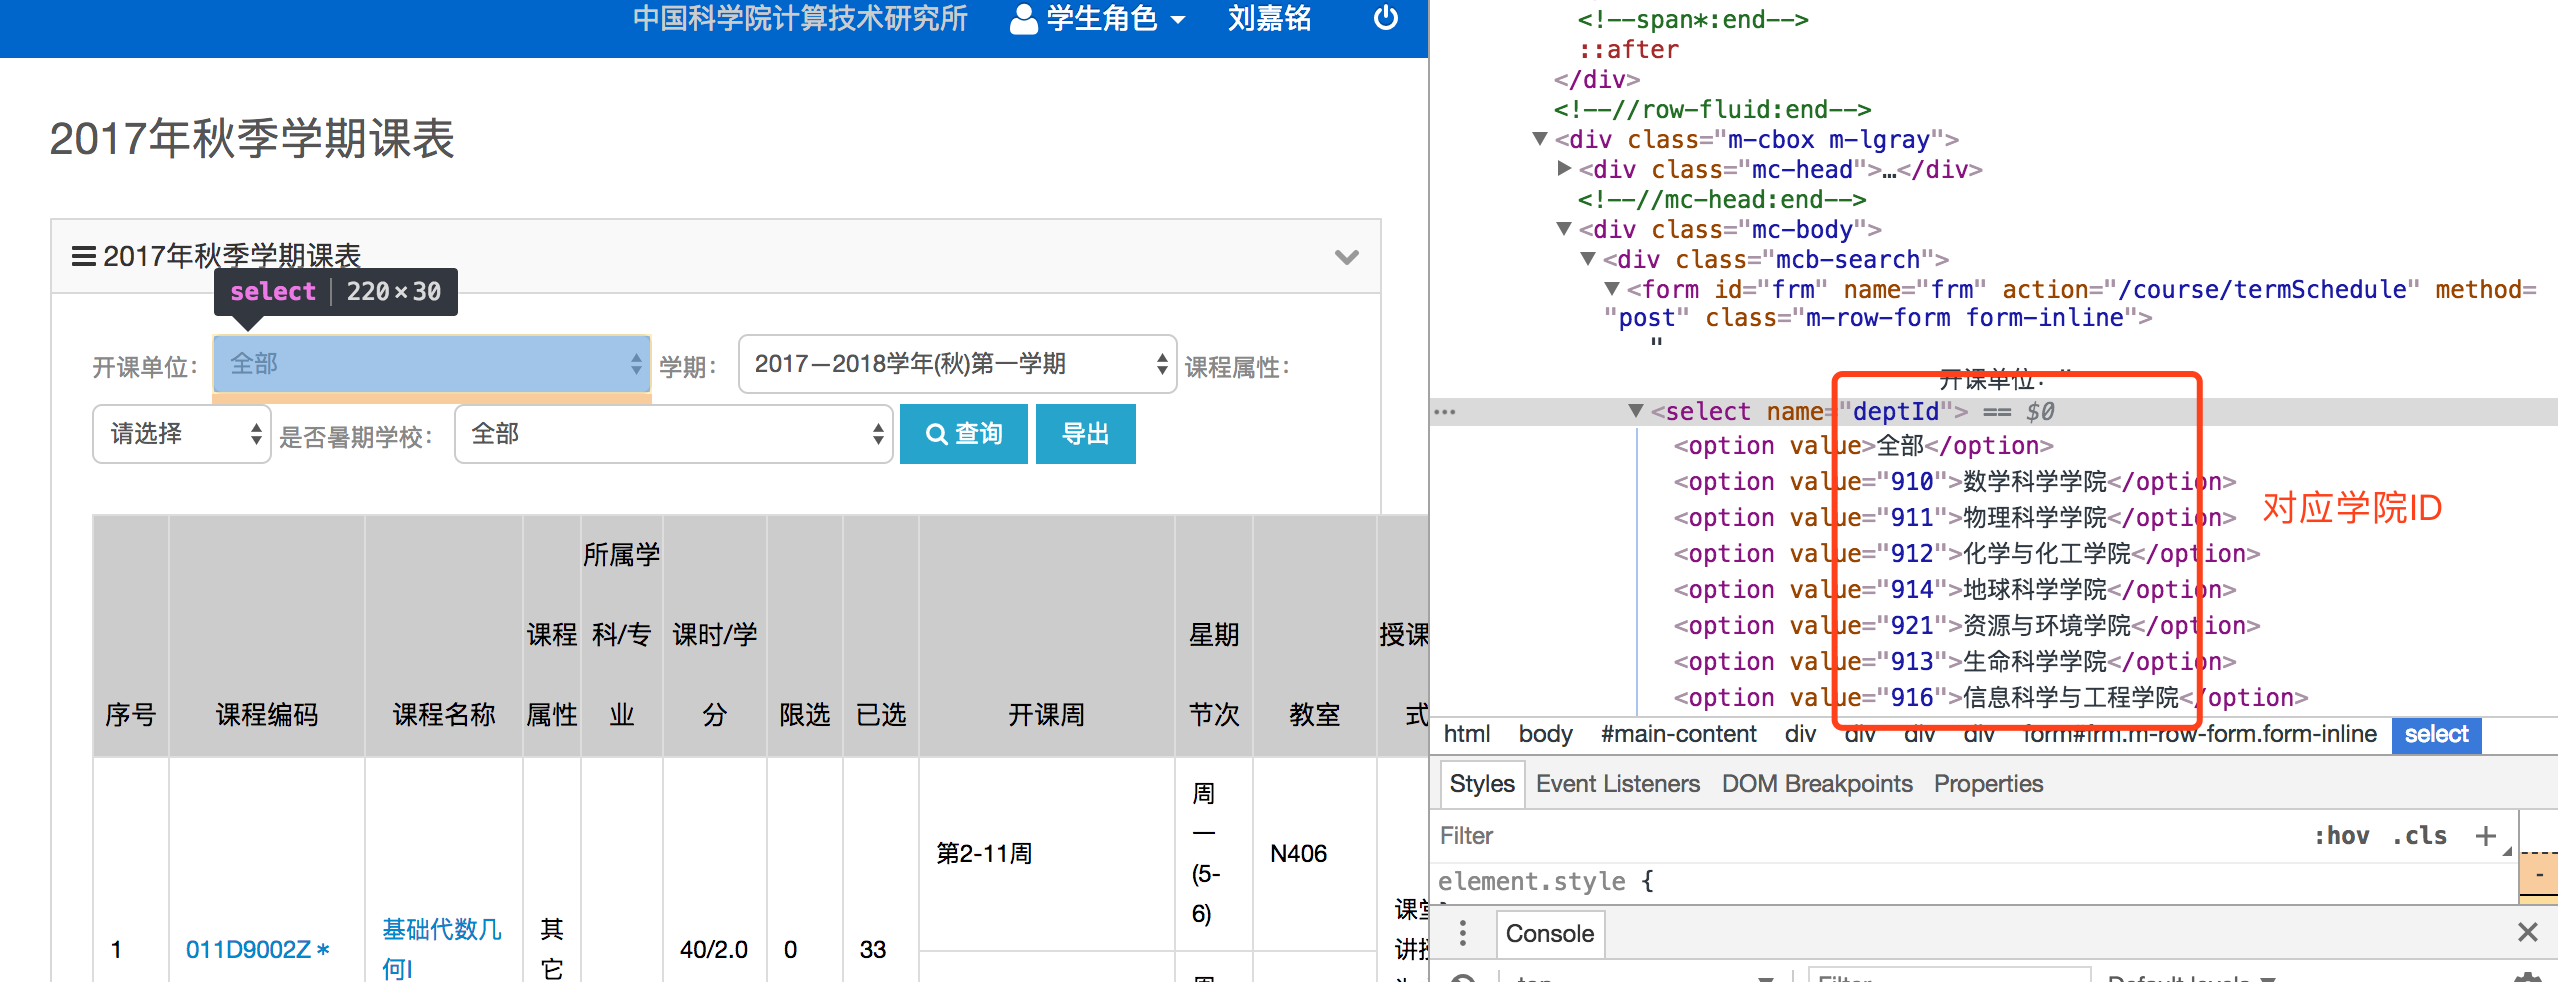 中国科学院计算技术研究所 学生角色 刘嘉铭
2017年秋季学期课表
2017年秋季学期课表
select 220×30
开课单位: 全部 学期: 2017—2018学年(秋)第一学期 课程属性:
请选择 是否暑期学校: 全部 查询 导出
序号 课程编码 课程名称 课程属性 所属学科/专业 课时/学分 限选 已选 开课周 星期节次 教室 授课式
1 011D9002Z* 基础代数几何I 其它 40/2.0 0 33 第2-11周 周一(5-6) N406
<!--span*:end-->
::after
</div>
<!--//row-fluid:end-->
<div class="m-cbox m-lgray">
<div class="mc-head">…</div>
<!--//mc-head:end-->
<div class="mc-body">
<div class="mcb-search">
<form id="frm" name="frm" action="/course/termSchedule" method=
"post" class="m-row-form form-inline">
"
开课单位: "
<select name="deptId"> == $0
<option value>全部</option>
<option value="910">数学科学学院</option>
<option value="911">物理科学学院</option>
对应学院ID
<option value="912">化学与化工学院</option>
<option value="914">地球科学学院</option>
<option value="921">资源与环境学院</option>
<option value="913">生命科学学院</option>
<option value="916">信息科学与工程学院</option>
html body #main-content div div div div form#frm.m-row-form.form-inline select
Styles Event Listeners DOM Breakpoints Properties
Filter :hov .cls +
element.style {
Console
top Filter Default levels